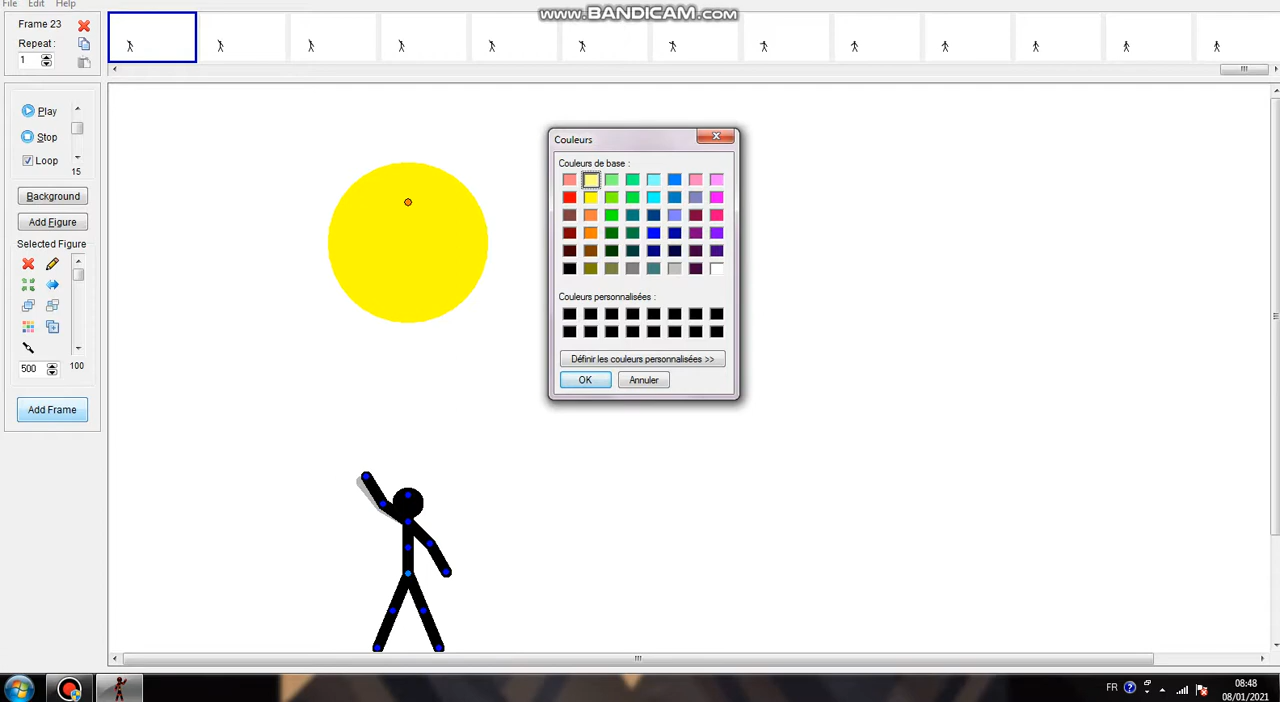 File Edit Help
www.BANDICAM.com
Frame 23
Repeat :
1
Play
Stop
Loop
15
Background
Add Figure
Selected Figure
500
100
Add Frame
Couleurs
Couleurs de base :
Couleurs personnalisées :
Définir les couleurs personnalisées >>
OK Annuler
FR
08:48
08/01/2021